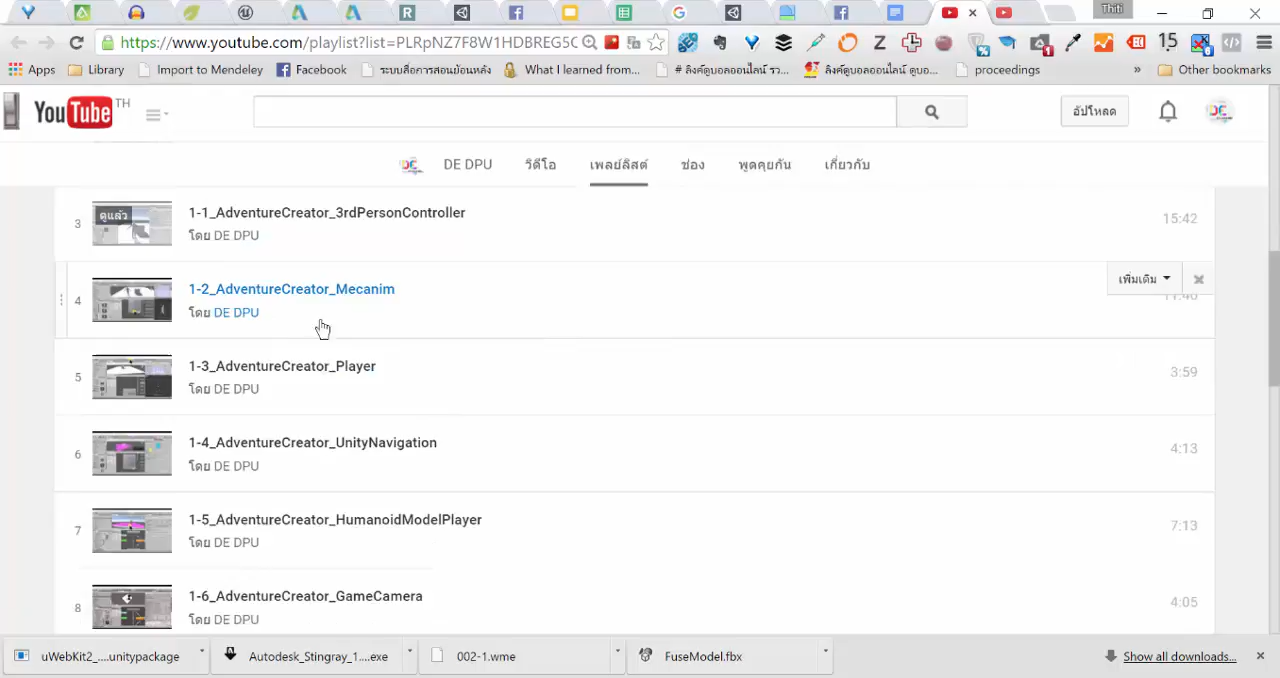 Thiti
https://www.youtube.com/playlist?list=PLRpNZ7F8W1HDBREG5C
Apps Library Import to Mendeley Facebook ระบบสื่อการสอนย้อนหลัง What I learned from... # ลิงค์ดูบอลออนไลน์ รว... ลิงค์ดูบอลออนไลน์ ดูบอ... proceedings » Other bookmarks
YouTube TH อัปโหลด
DE DPU วิดีโอ เพลย์ลิสต์ ช่อง พูดคุยกัน เกี่ยวกับ
3 ดูแล้ว 1-1_AdventureCreator_3rdPersonController 15:42
โดย DE DPU
4 1-2_AdventureCreator_Mecanim เพิ่มเติม
โดย DE DPU
5 1-3_AdventureCreator_Player 3:59
โดย DE DPU
6 1-4_AdventureCreator_UnityNavigation 4:13
โดย DE DPU
7 1-5_AdventureCreator_HumanoidModelPlayer 7:13
โดย DE DPU
8 1-6_AdventureCreator_GameCamera 4:05
โดย DE DPU
uWebKit2_....unitypackage Autodesk_Stingray_1....exe 002-1.wme FuseModel.fbx Show all downloads...